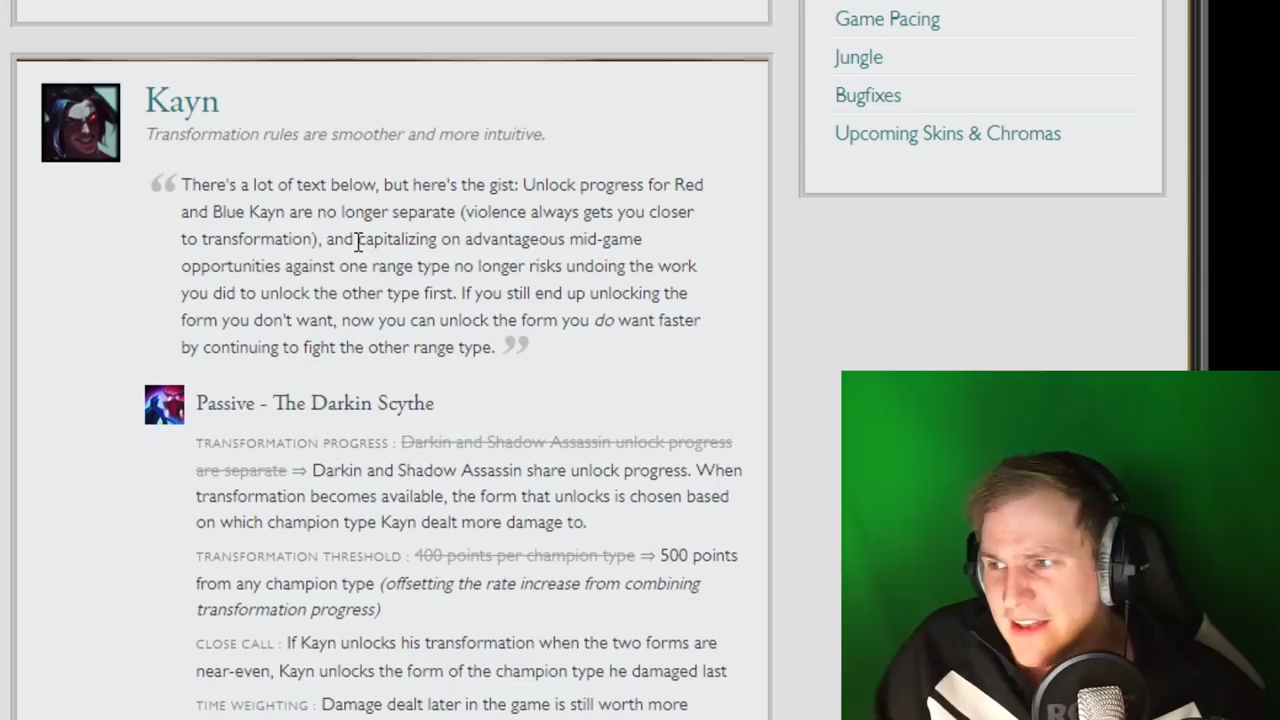 Game Pacing
Jungle
Bugfixes
Upcoming Skins & Chromas
Kayn
Transformation rules are smoother and more intuitive.
“There's a lot of text below, but here's the gist: Unlock progress for Red
and Blue Kayn are no longer separate (violence always gets you closer
to transformation), and capitalizing on advantageous mid-game
opportunities against one range type no longer risks undoing the work
you did to unlock the other type first. If you still end up unlocking the
form you don't want, now you can unlock the form you do want faster
by continuing to fight the other range type.”
Passive - The Darkin Scythe
TRANSFORMATION PROGRESS : Darkin and Shadow Assassin unlock progress
are separate ⇒ Darkin and Shadow Assassin share unlock progress. When
transformation becomes available, the form that unlocks is chosen based
on which champion type Kayn dealt more damage to.
TRANSFORMATION THRESHOLD : 400 points per champion type ⇒ 500 points
from any champion type (offsetting the rate increase from combining
transformation progress)
CLOSE CALL : If Kayn unlocks his transformation when the two forms are
near-even, Kayn unlocks the form of the champion type he damaged last
TIME WEIGHTING : Damage dealt later in the game is still worth more